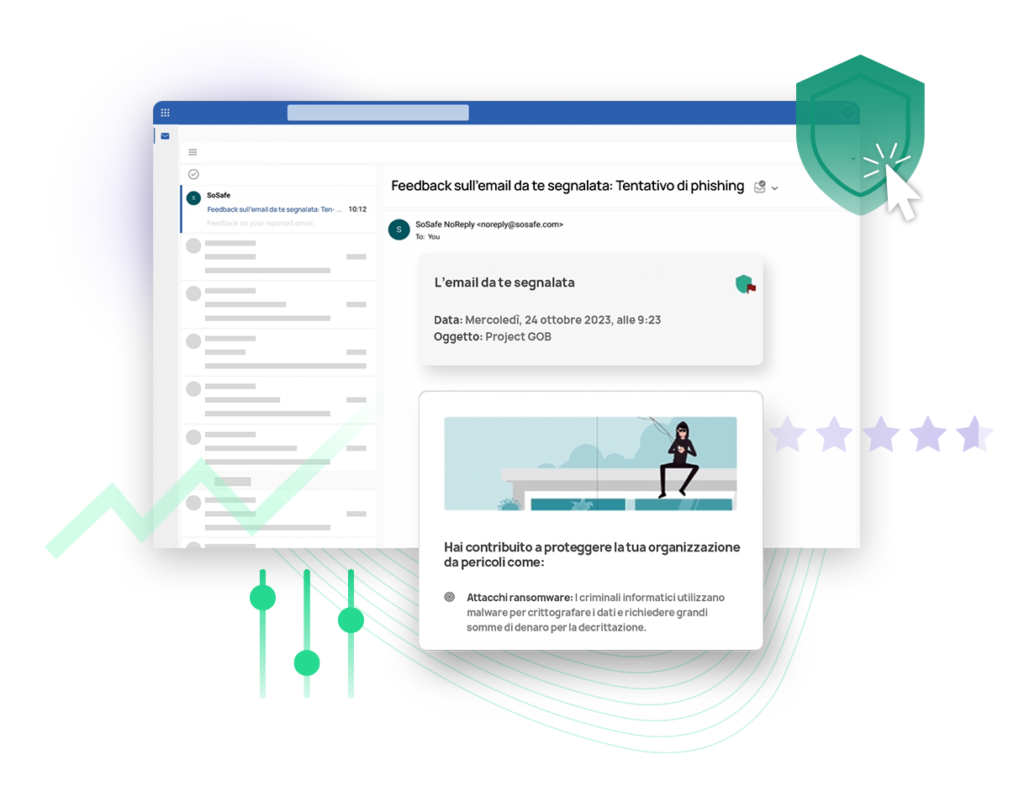 SoSafe
Feedback sull'email da te segnalata: Ten-...
10:12
Feedback on your reported email.
Feedback sull'email da te segnalata: Tentativo di phishing
S
S
SoSafe NoReply <noreply@sosafe.com>
To: You
L'email da te segnalata
Data: Mercoledì, 24 ottobre 2023, alle 9:23
Oggetto: Project GOB
Hai contribuito a proteggere la tua organizzazione
da pericoli come:
Attacchi ransomware: I criminali informatici utilizzano
malware per crittografare i dati e richiedere grandi
somme di denaro per la decrittazione.